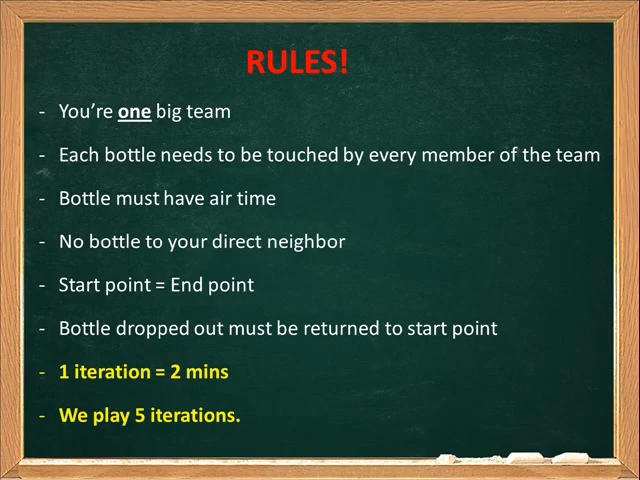 RULES!
- You're one big team
- Each bottle needs to be touched by every member of the team
- Bottle must have air time
- No bottle to your direct neighbor
- Start point = End point
- Bottle dropped out must be returned to start point
- 1 iteration = 2 mins
- We play 5 iterations.